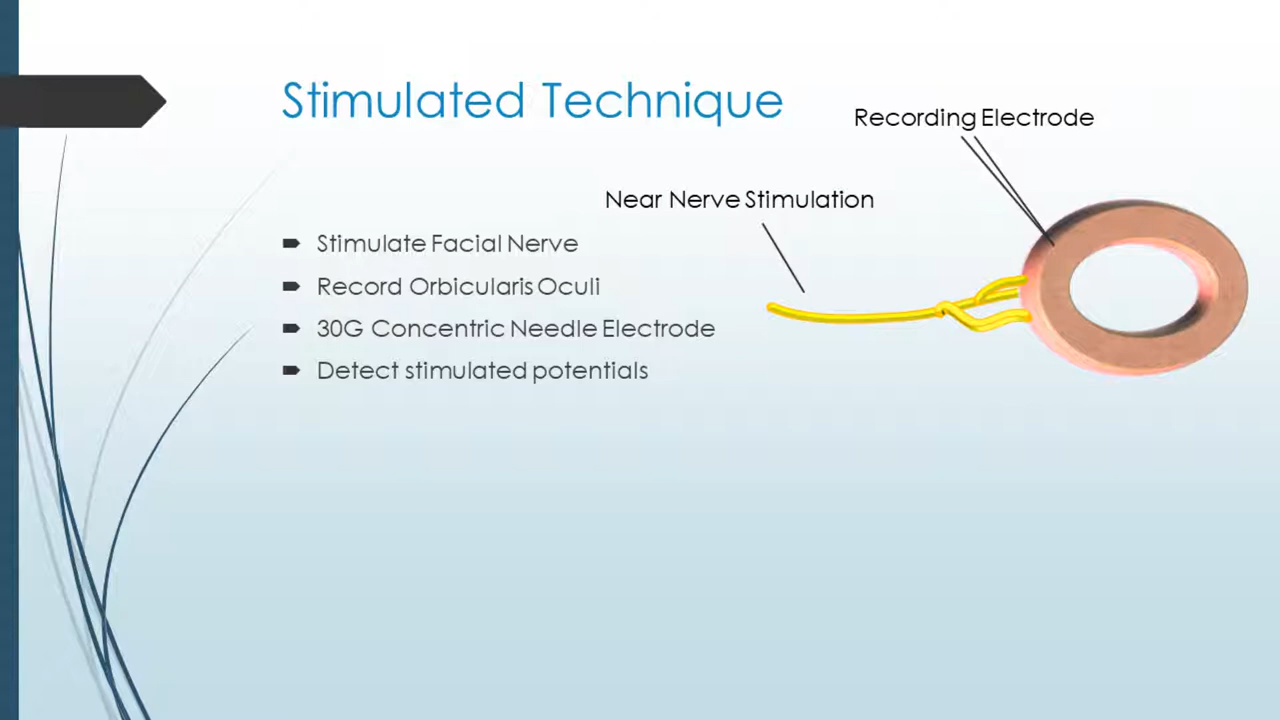 Stimulated Technique
Recording Electrode
Near Nerve Stimulation
Stimulate Facial Nerve
Record Orbicularis Oculi
30G Concentric Needle Electrode
Detect stimulated potentials